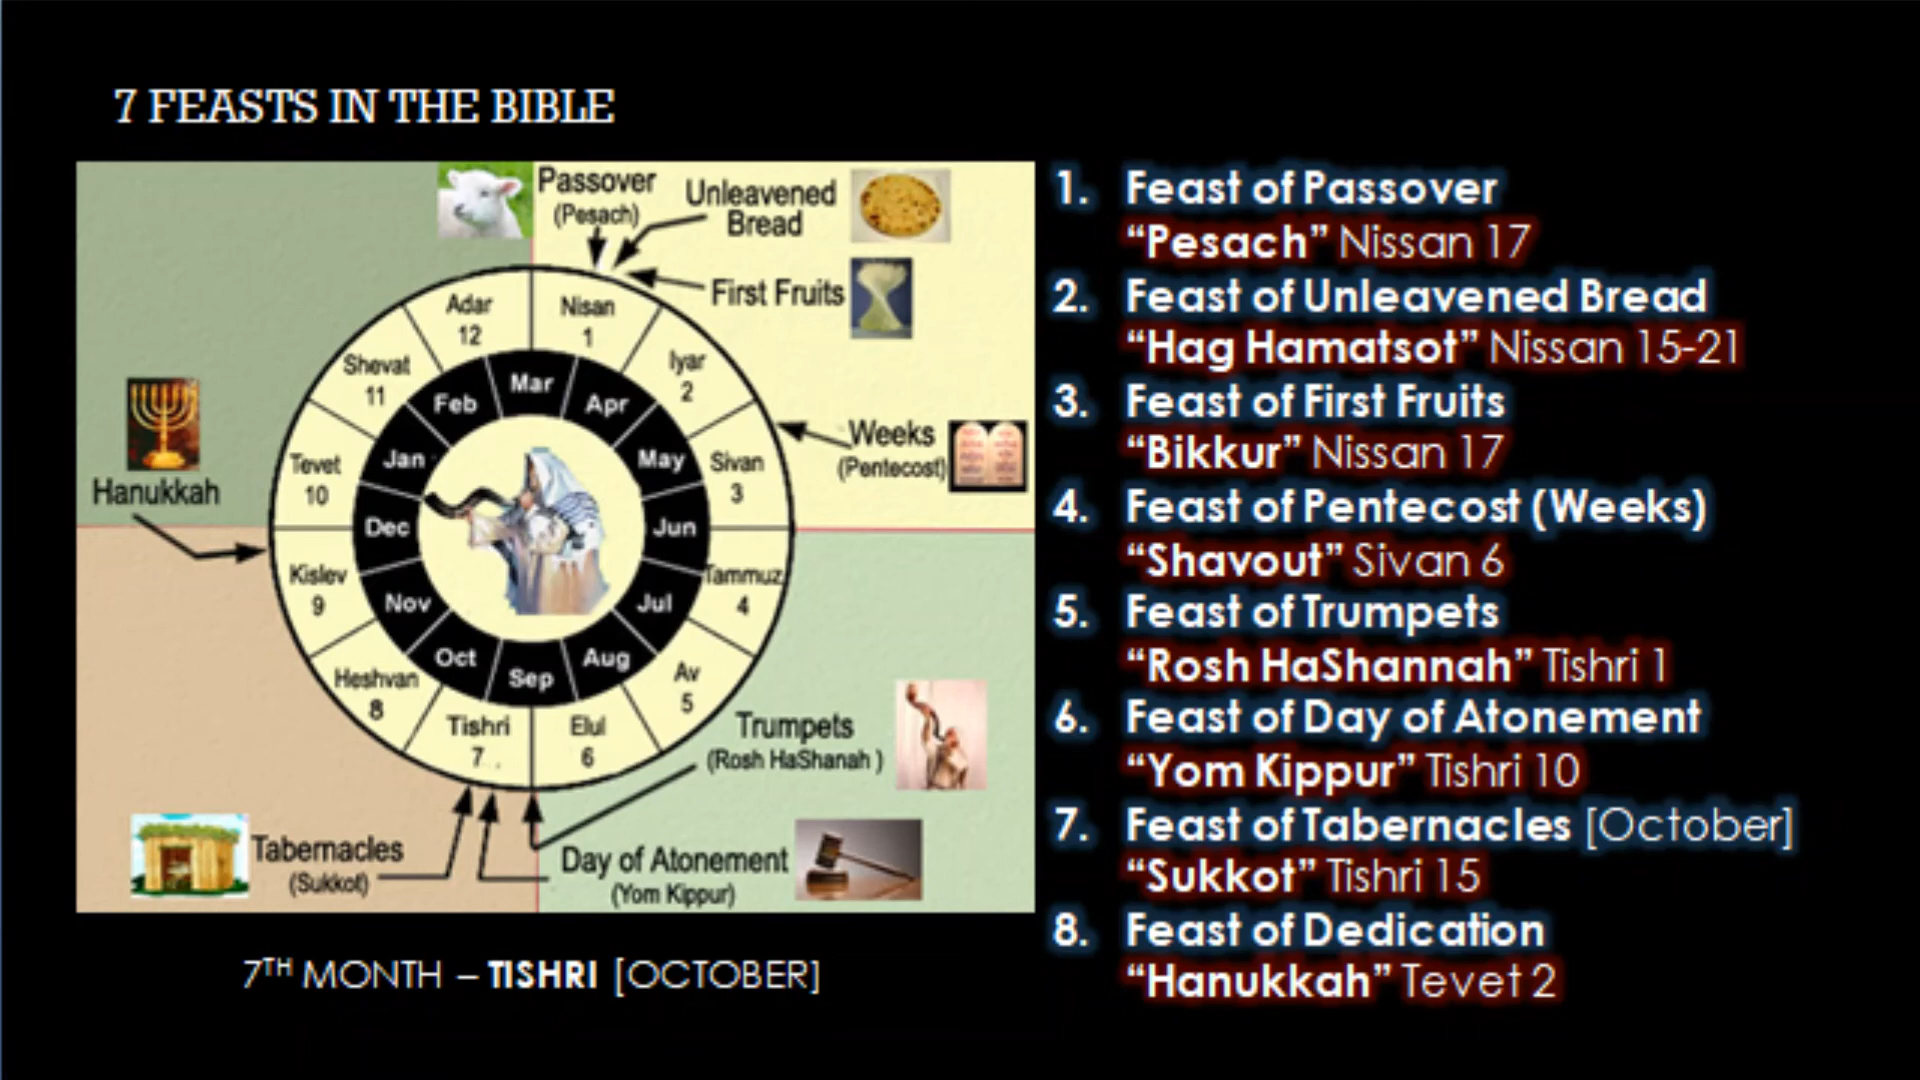 7 FEASTS IN THE BIBLE
Passover
(Pesach)
Unleavened
Bread
First Fruits
Weeks
(Pentecost)
Hanukkah
Adar
12
Nisan
1
Shevat
11
Iyar
2
Tevet
10
Sivan
3
Kislev
9
Tammuz
4
Heshvan
8
Av
5
Tishri
7
Elul
6
Mar
Feb
Apr
Jan
May
Dec
Jun
Nov
Jul
Oct
Aug
Sep
Trumpets
(Rosh HaShanah )
Tabernacles
(Sukkot)
Day of Atonement
(Yom Kippur)
7TH MONTH – TISHRI [OCTOBER]
1. Feast of Passover
“Pesach” Nissan 17
2. Feast of Unleavened Bread
“Hag Hamatsot” Nissan 15-21
3. Feast of First Fruits
“Bikkur” Nissan 17
4. Feast of Pentecost (Weeks)
“Shavout” Sivan 6
5. Feast of Trumpets
“Rosh HaShannah” Tishri 1
6. Feast of Day of Atonement
“Yom Kippur” Tishri 10
7. Feast of Tabernacles [October]
“Sukkot” Tishri 15
8. Feast of Dedication
“Hanukkah” Tevet 2